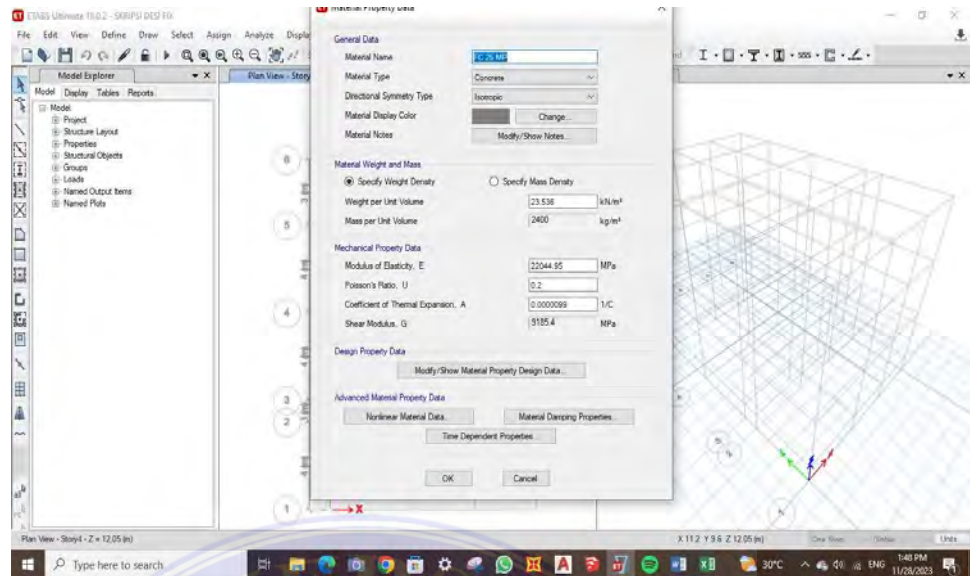 ETABS Ultimate 19.0.2 - SKRIPSI DESI FIX
Material Property Data
File Edit View Define Draw Select Assign Analyze Display
Model Explorer
Plan View - Story
Model Display Tables Reports
Model
Project
Structure Layout
Properties
Structural Objects
Groups
Loads
Named Output Items
Named Plots
General Data
Material Name
Material Type Concrete
Directional Symmetry Type Isotropic
Material Display Color Change...
Material Notes Modify/Show Notes...
Material Weight and Mass
Specify Weight Density Specify Mass Density
Weight per Unit Volume 23.536 kN/m³
Mass per Unit Volume 2400 kg/m³
Mechanical Property Data
Modulus of Elasticity, E 22044.95 MPa
Poisson's Ratio, U 0.2
Coefficient of Thermal Expansion, A 0.0000099 1/C
Shear Modulus, G 9185.4 MPa
Design Property Data
Modify/Show Material Property Design Data...
Advanced Material Property Data
Nonlinear Material Data... Material Damping Properties...
Time Dependent Properties...
OK Cancel
6
5
4
3
2
1
X
Plan View - Story4 - Z = 12,05 (m)
X 11.2 Y 9.6 Z 12.05 (m)
One Story
Units
Type here to search
30°C
ENG
1:48 PM
11/28/2023